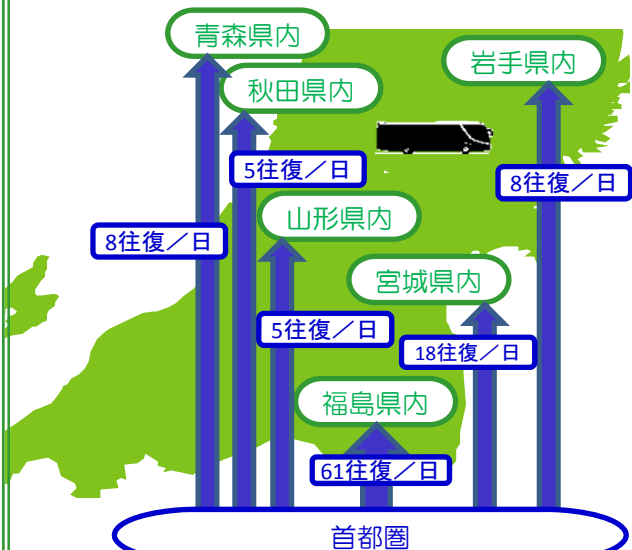 青森県内
岩手県内
秋田県内
5往復／日
8往復／日
山形県内
8往復／日
宮城県内
5往復／日
18往復／日
福島県内
61往復／日
首都圏